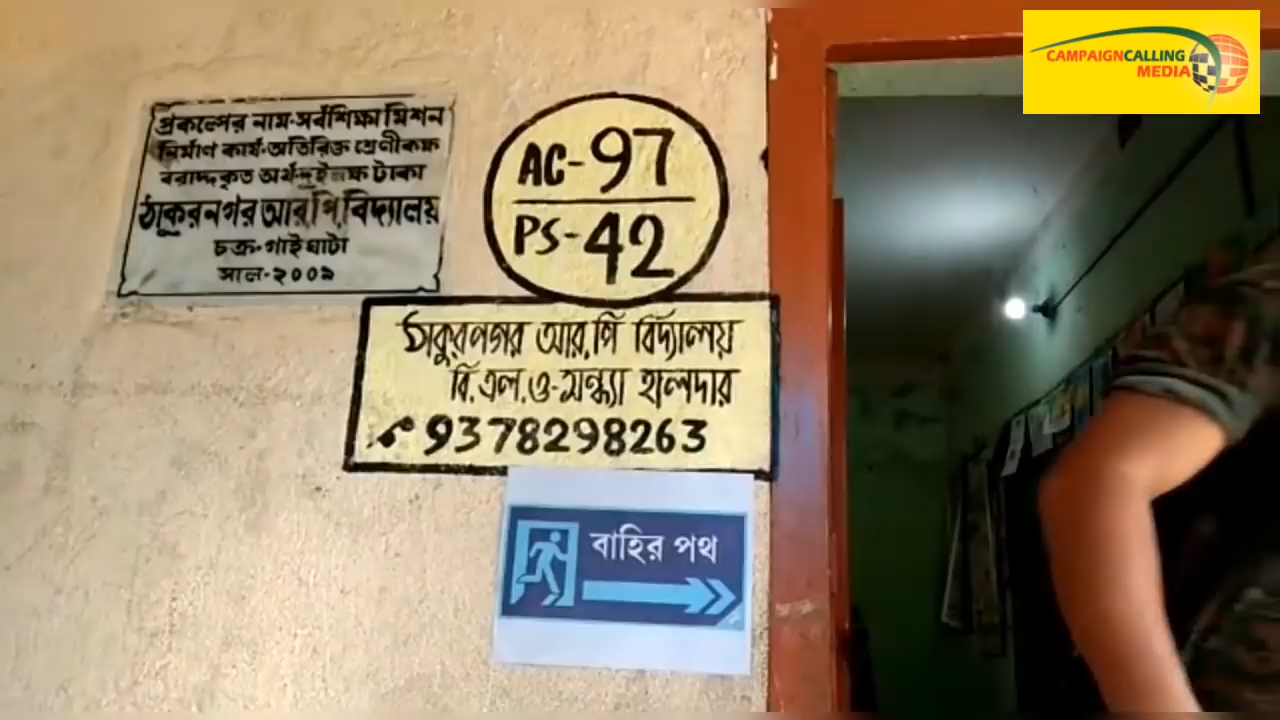 প্রকল্পের নাম-সর্বশিক্ষা মিশন
নির্মাণ কার্য-অতিরিক্ত শ্রেণীকক্ষ
বরাদ্দকৃত অর্থ-দুইলক্ষ টাকা
ঠাকুরনগর আর.পি.বিদ্যালয়
চক্র-গাইঘাটা
সাল-২০০৯
AC-97
PS-42
ঠাকুরনগর আর.পি বিদ্যালয়
বি.এল.ও-সন্ধ্যা হালদার
9378298263
বাহির পথ
CAMPAIGNCALLING
MEDIA